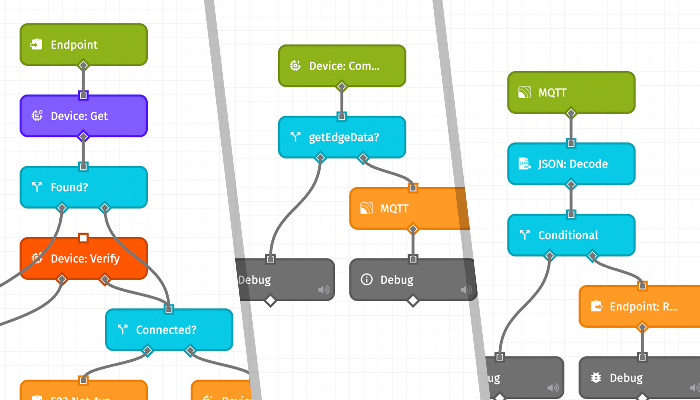 Endpoint
Device: Get
Found?
Device: Verify
Connected?
Device: Com...
getEdgeData?
MQTT
Debug
Debug
MQTT
JSON: Decode
Conditional
Endpoint: R...
Debug